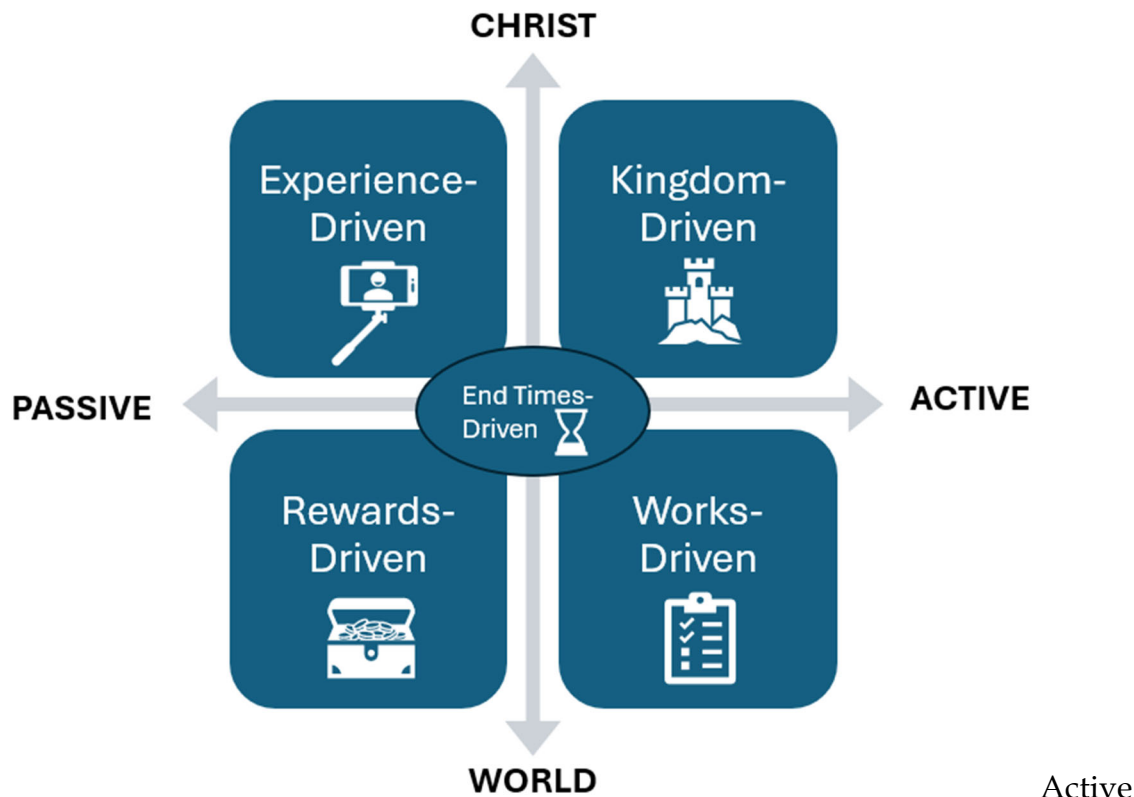 CHRIST
Experience-
Driven
Kingdom-
Driven
PASSIVE
End Times-
Driven
ACTIVE
Rewards-
Driven
Works-
Driven
WORLD
Active